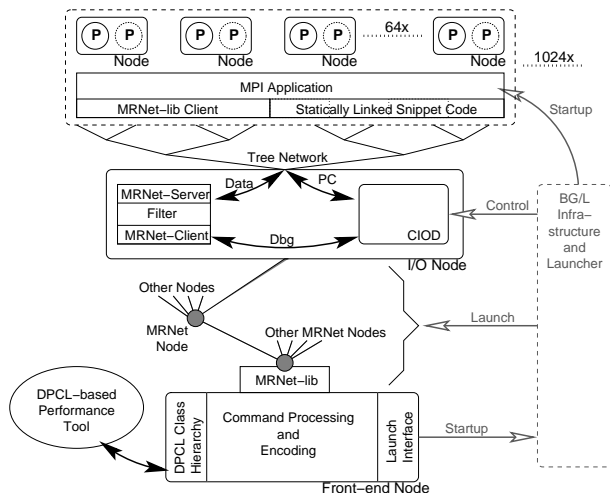 P P P P P P 64x P P
Node Node Node Node
1024x
MPI Application
MRNet-lib Client Statically Linked Snippet Code
Startup
Tree Network
Data PC
MRNet-Server
Filter
MRNet-Client
Dbg
CIOD
I/O Node
Control
BG/L
Infra-
structure
and
Launcher
Other Nodes
MRNet
Node
Other MRNet Nodes
Launch
MRNet-lib
DPCL-based
Performance
Tool
DPCL Class
Hierarchy
Command Processing
and
Encoding
Launch
Interface
Startup
Front-end Node